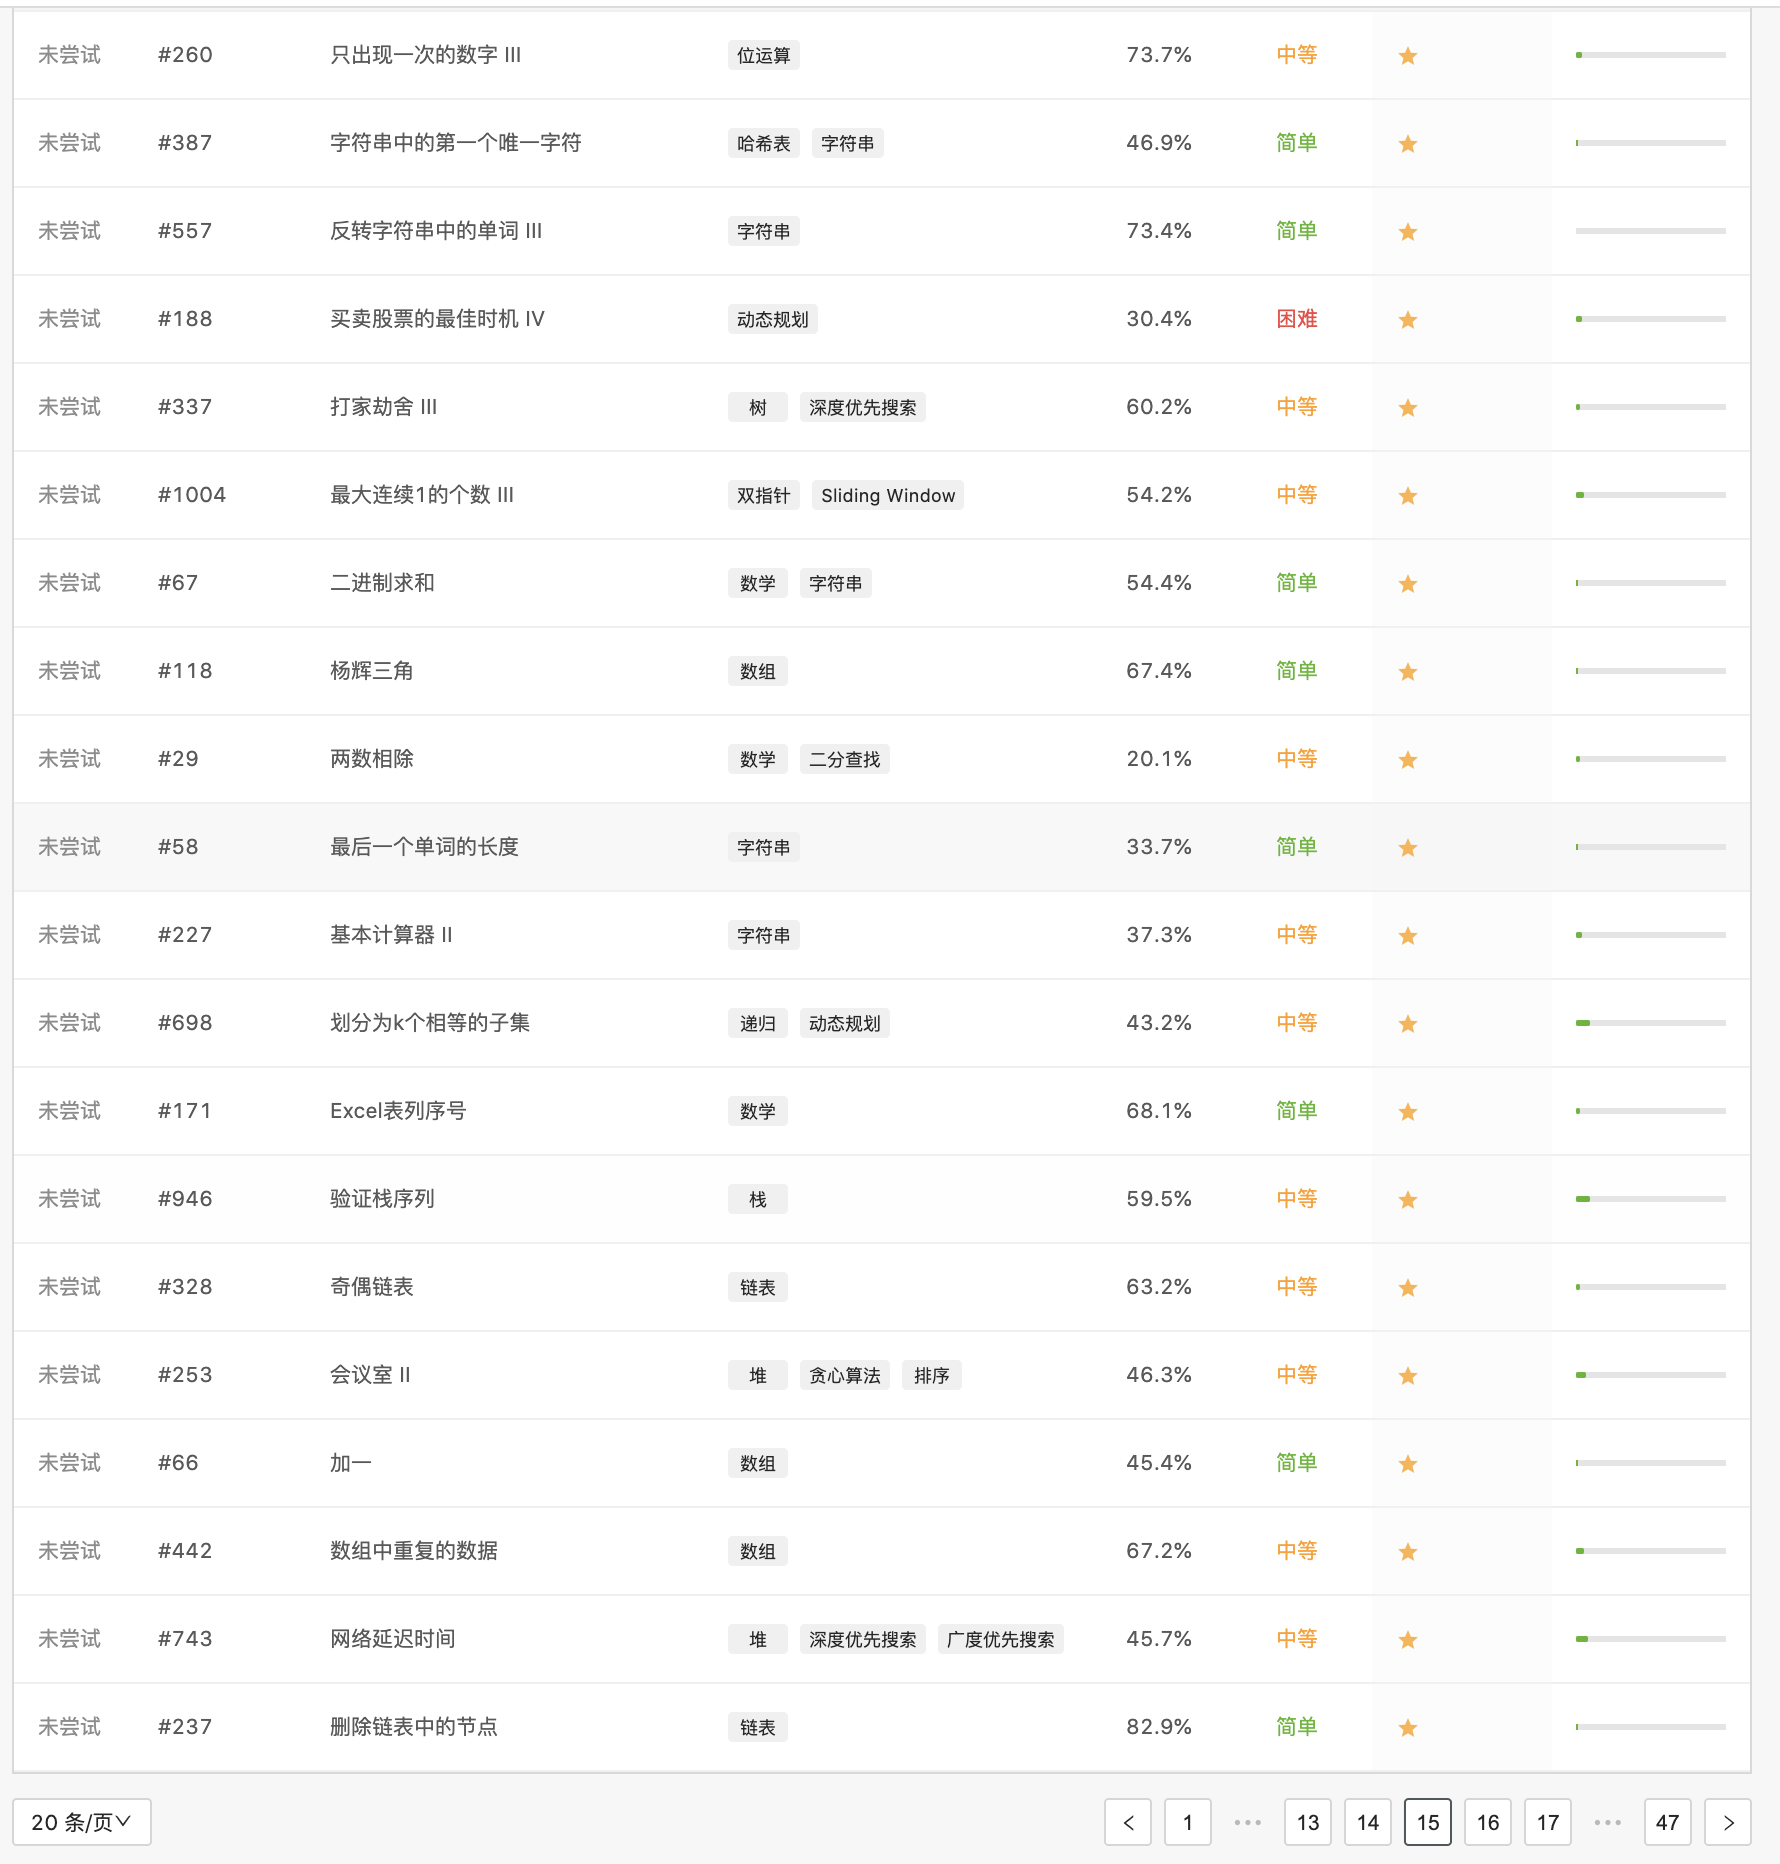 未尝试 #260 只出现一次的数字 III 位运算 73.7% 中等
未尝试 #387 字符串中的第一个唯一字符 哈希表 字符串 46.9% 简单
未尝试 #557 反转字符串中的单词 III 字符串 73.4% 简单
未尝试 #188 买卖股票的最佳时机 IV 动态规划 30.4% 困难
未尝试 #337 打家劫舍 III 树 深度优先搜索 60.2% 中等
未尝试 #1004 最大连续1的个数 III 双指针 Sliding Window 54.2% 中等
未尝试 #67 二进制求和 数学 字符串 54.4% 简单
未尝试 #118 杨辉三角 数组 67.4% 简单
未尝试 #29 两数相除 数学 二分查找 20.1% 中等
未尝试 #58 最后一个单词的长度 字符串 33.7% 简单
未尝试 #227 基本计算器 II 字符串 37.3% 中等
未尝试 #698 划分为k个相等的子集 递归 动态规划 43.2% 中等
未尝试 #171 Excel表列序号 数学 68.1% 简单
未尝试 #946 验证栈序列 栈 59.5% 中等
未尝试 #328 奇偶链表 链表 63.2% 中等
未尝试 #253 会议室 II 堆 贪心算法 排序 46.3% 中等
未尝试 #66 加一 数组 45.4% 简单
未尝试 #442 数组中重复的数据 数组 67.2% 中等
未尝试 #743 网络延迟时间 堆 深度优先搜索 广度优先搜索 45.7% 中等
未尝试 #237 删除链表中的节点 链表 82.9% 简单
20 条/页 < 1 ••• 13 14 15 16 17 ••• 47 >